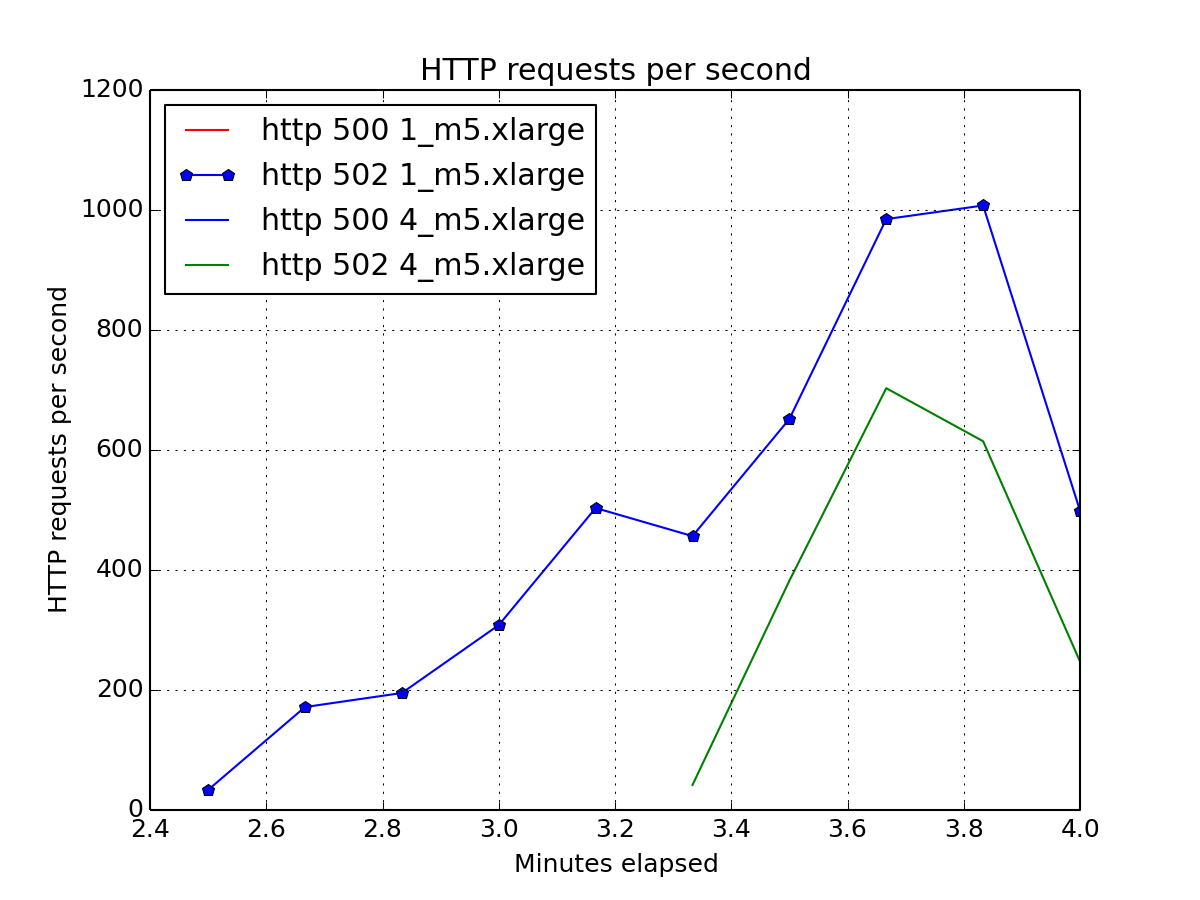 HTTP requests per second
1200
1000
800
600
400
200
0
HTTP requests per second
http 500 1_m5.xlarge
http 502 1_m5.xlarge
http 500 4_m5.xlarge
http 502 4_m5.xlarge
2.4 2.6 2.8 3.0 3.2 3.4 3.6 3.8 4.0
Minutes elapsed